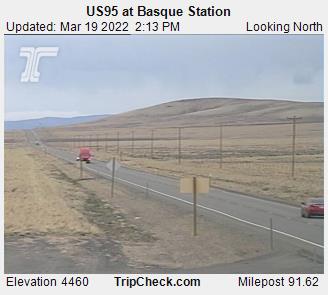 US95 at Basque Station
Updated: Mar 19 2022 2:13 PM Looking North
Elevation 4460 TripCheck.com Milepost 91.62